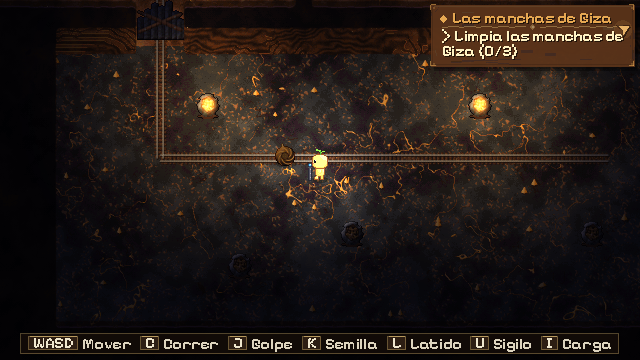 Las manchas de Giza
Limpia las manchas de
Giza (0/3)
WASD Mover C Correr J Golpe K Semilla L Latido U Sigilo I Carga